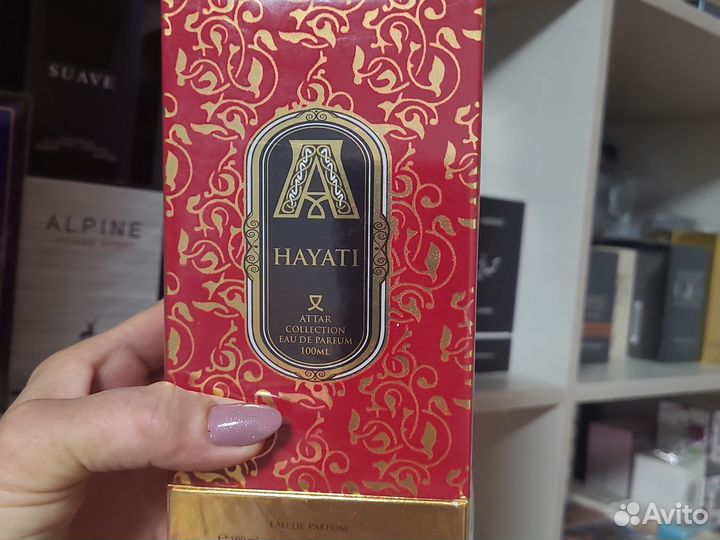 SUAVE
ALPINE
A
HAYATI
ATTAR
COLLECTION
EAU DE PARFUM
100ML
EAU DE PARFUM
Avito